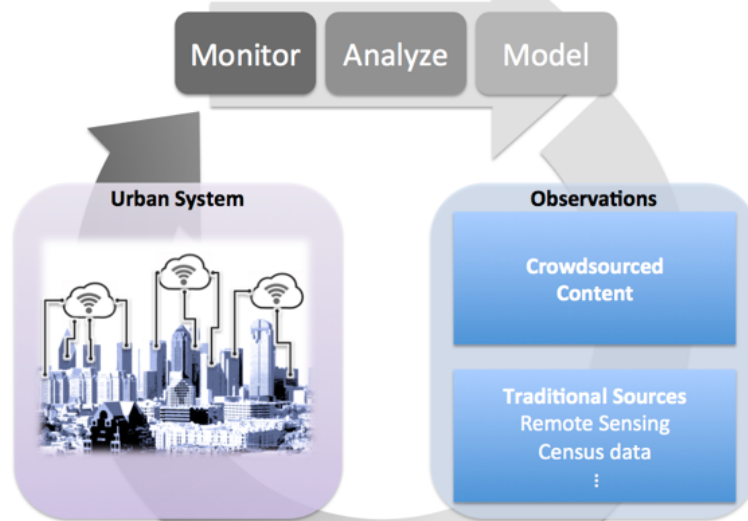 Monitor
Analyze
Model
Urban System
Observations
Crowdsourced
Content
Traditional Sources
Remote Sensing
Census data
⋮